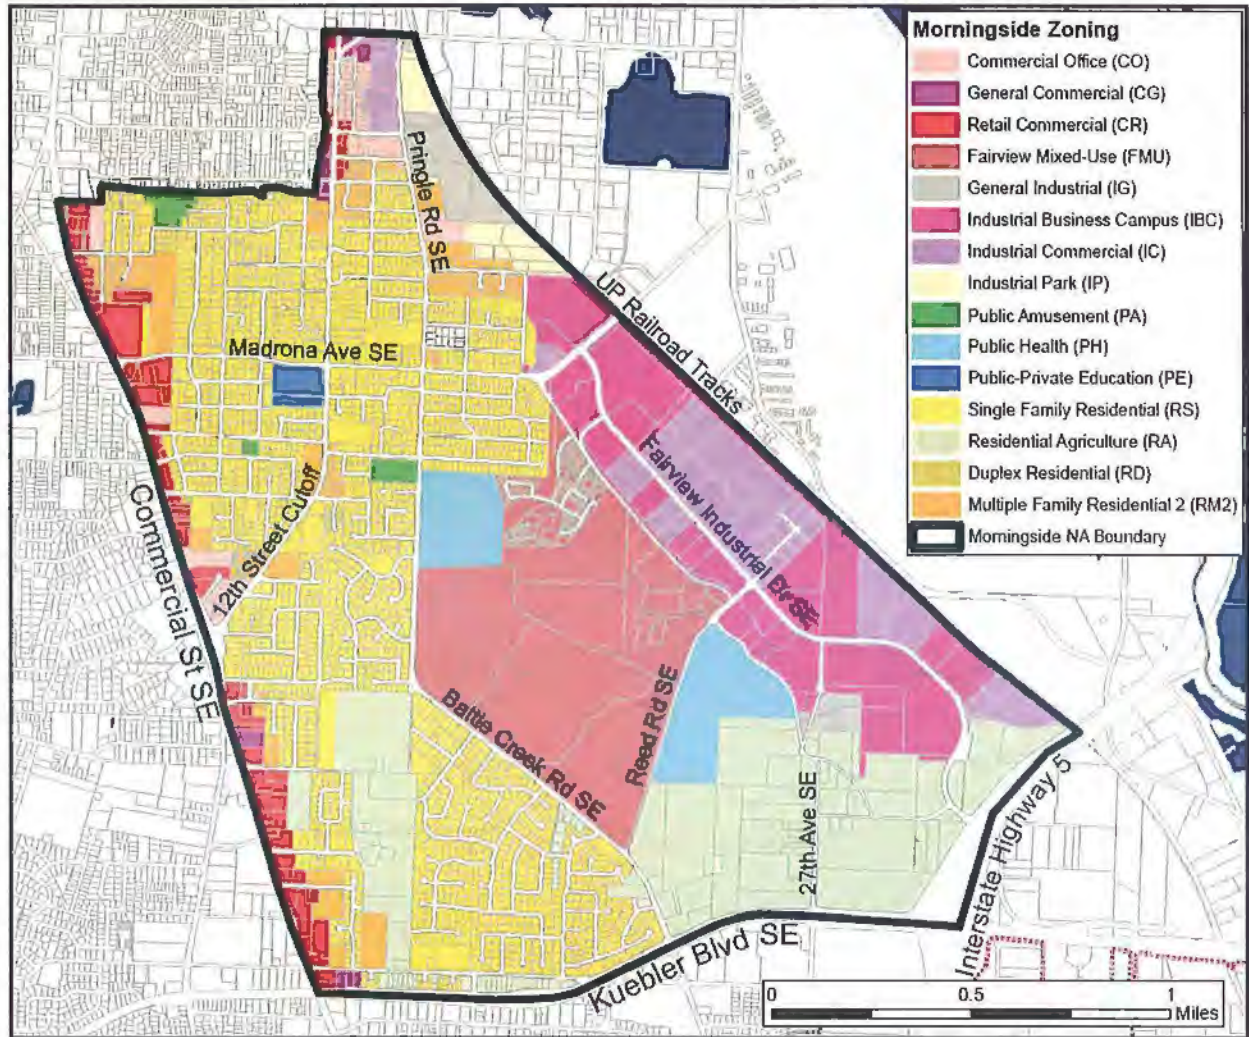 Morningside Zoning
Commercial Office (CO)
General Commercial (CG)
Retail Commercial (CR)
Fairview Mixed-Use (FMU)
General Industrial (IG)
Industrial Business Campus (IBC)
Industrial Commercial (IC)
Industrial Park (IP)
Public Amusement (PA)
Public Health (PH)
Public-Private Education (PE)
Single Family Residential (RS)
Residential Agriculture (RA)
Duplex Residential (RD)
Multiple Family Residential 2 (RM2)
Morningside NA Boundary
Pringle Rd SE
UP Railroad Tracks
Madrona Ave SE
Fairview Industrial Dr SE
12th Street Cutoff
Commercial St SE
Battle Creek Rd SE
Reed Rd SE
27th Ave SE
Interstate Highway 5
Kuebler Blvd SE
0 0.5 1
Miles